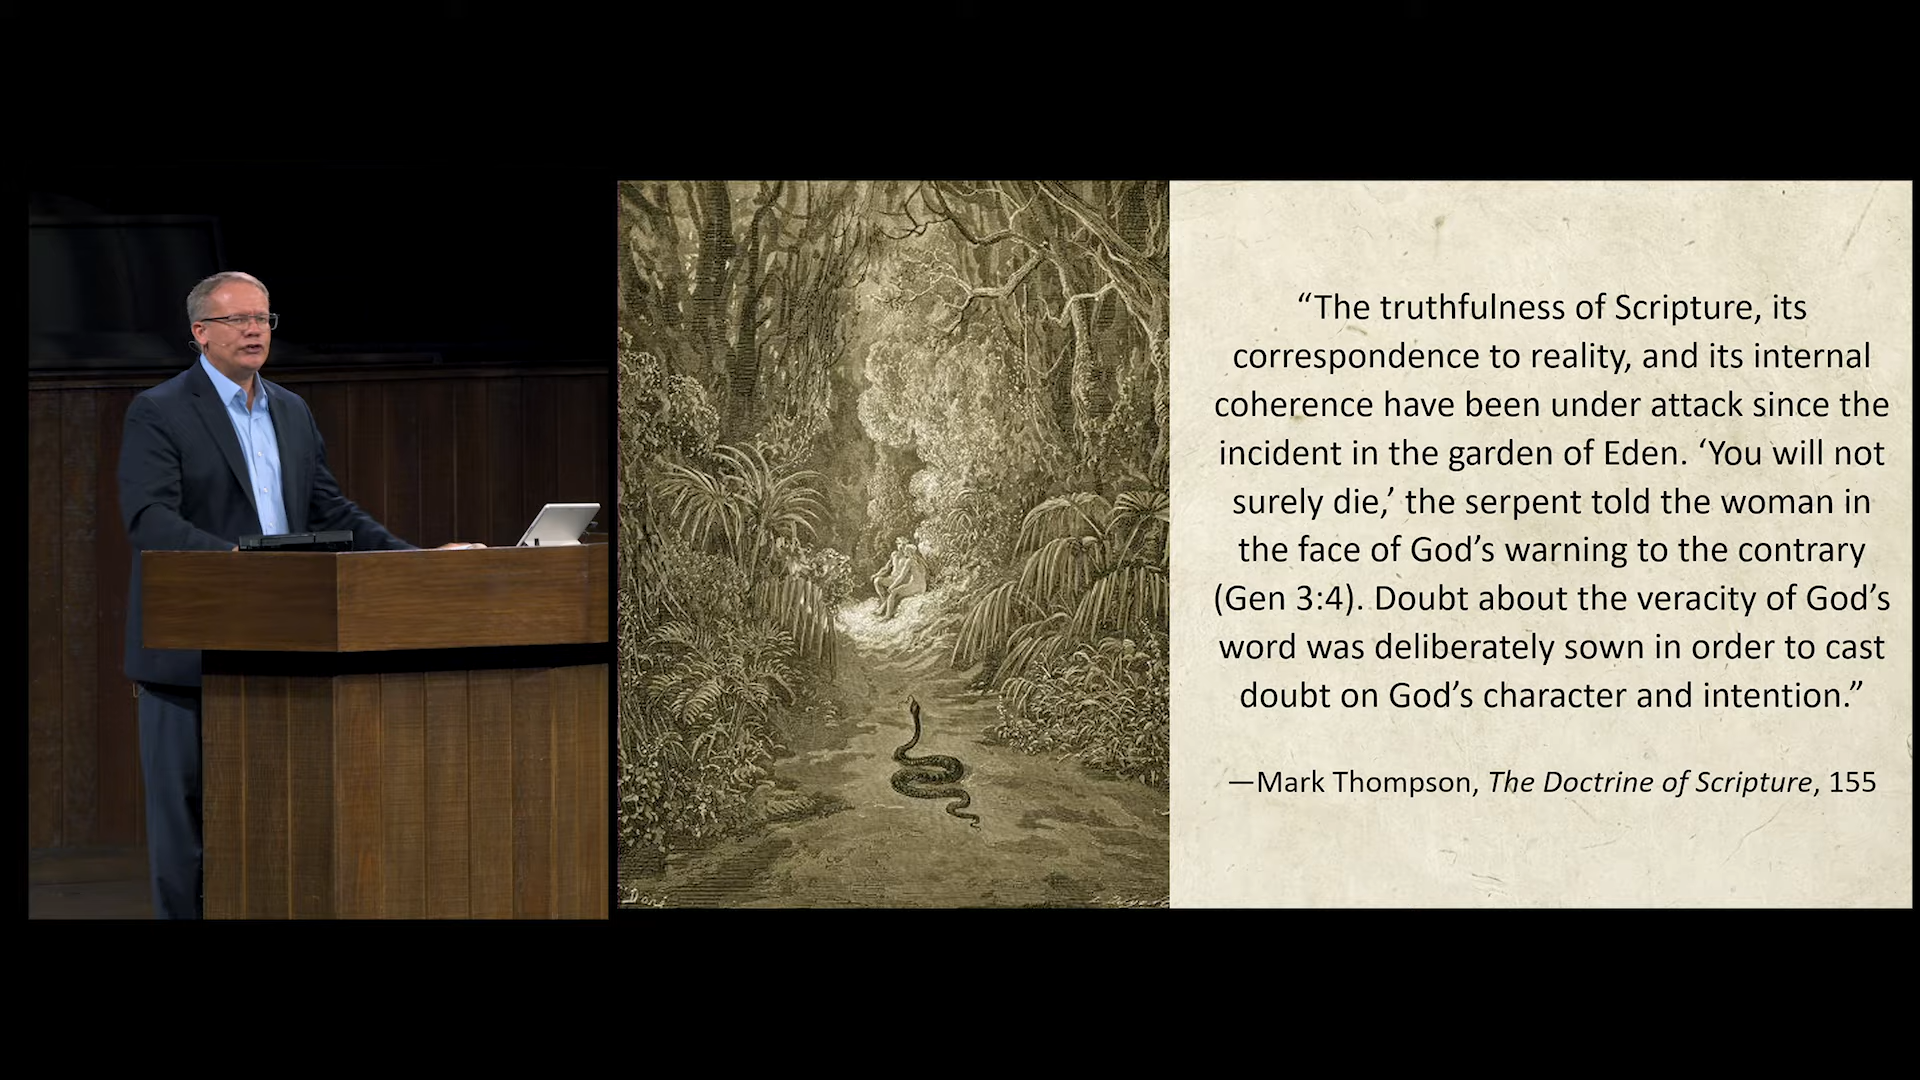 “The truthfulness of Scripture, its
correspondence to reality, and its internal
coherence have been under attack since the
incident in the garden of Eden. ‘You will not
surely die,’ the serpent told the woman in
the face of God’s warning to the contrary
(Gen 3:4). Doubt about the veracity of God’s
word was deliberately sown in order to cast
doubt on God’s character and intention.”
—Mark Thompson, The Doctrine of Scripture, 155